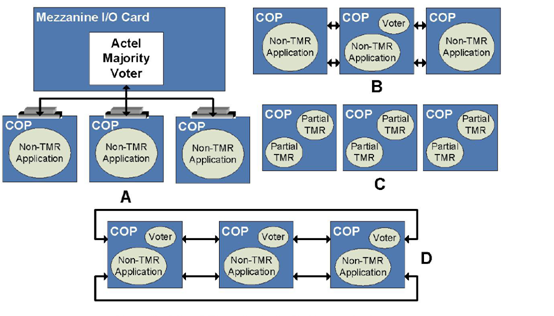 Mezzanine I/O Card
Actel
Majority
Voter
COP
Non-TMR
Application
COP
Non-TMR
Application
COP
Non-TMR
Application
A
COP
Non-TMR
Application
COP
Voter
Non-TMR
Application
COP
Non-TMR
Application
B
COP
Partial
TMR
Partial
TMR
COP
Partial
TMR
Partial
TMR
COP
Partial
TMR
Partial
TMR
C
COP
Voter
Non-TMR
Application
COP
Voter
Non-TMR
Application
COP
Voter
Non-TMR
Application
D